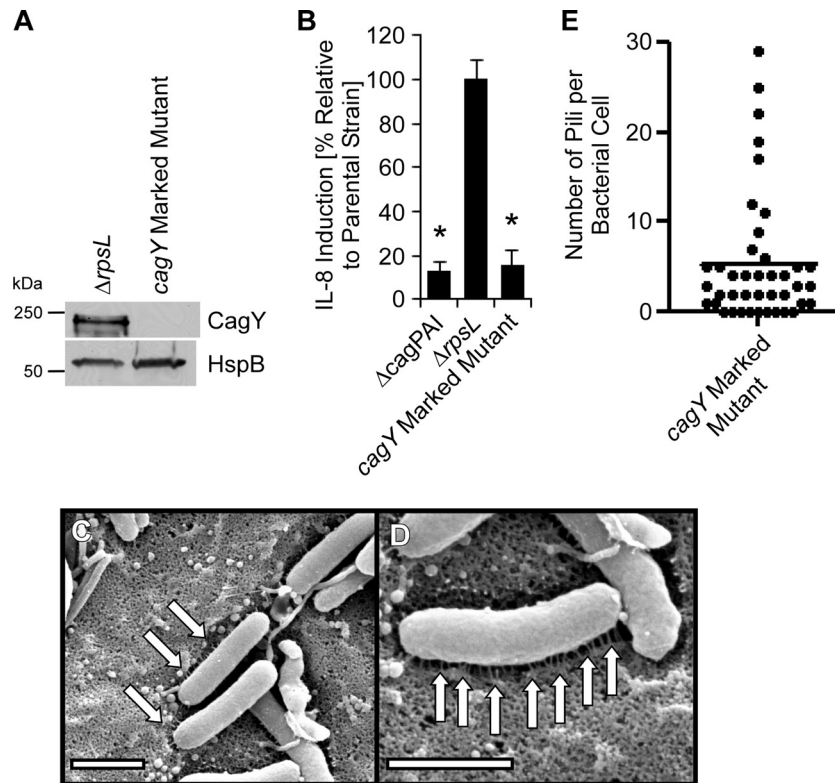 A
ΔrpsL
cagY Marked Mutant
kDa
250
50
CagY
HspB
B
IL-8 Induction [% Relative
to Parental Strain]
120
100
80
60
40
20
0
*
*
ΔcagPAI
ΔrpsL
cagY Marked Mutant
E
Number of Pili per
Bacterial Cell
30
20
10
0
cagY Marked
Mutant
C
D